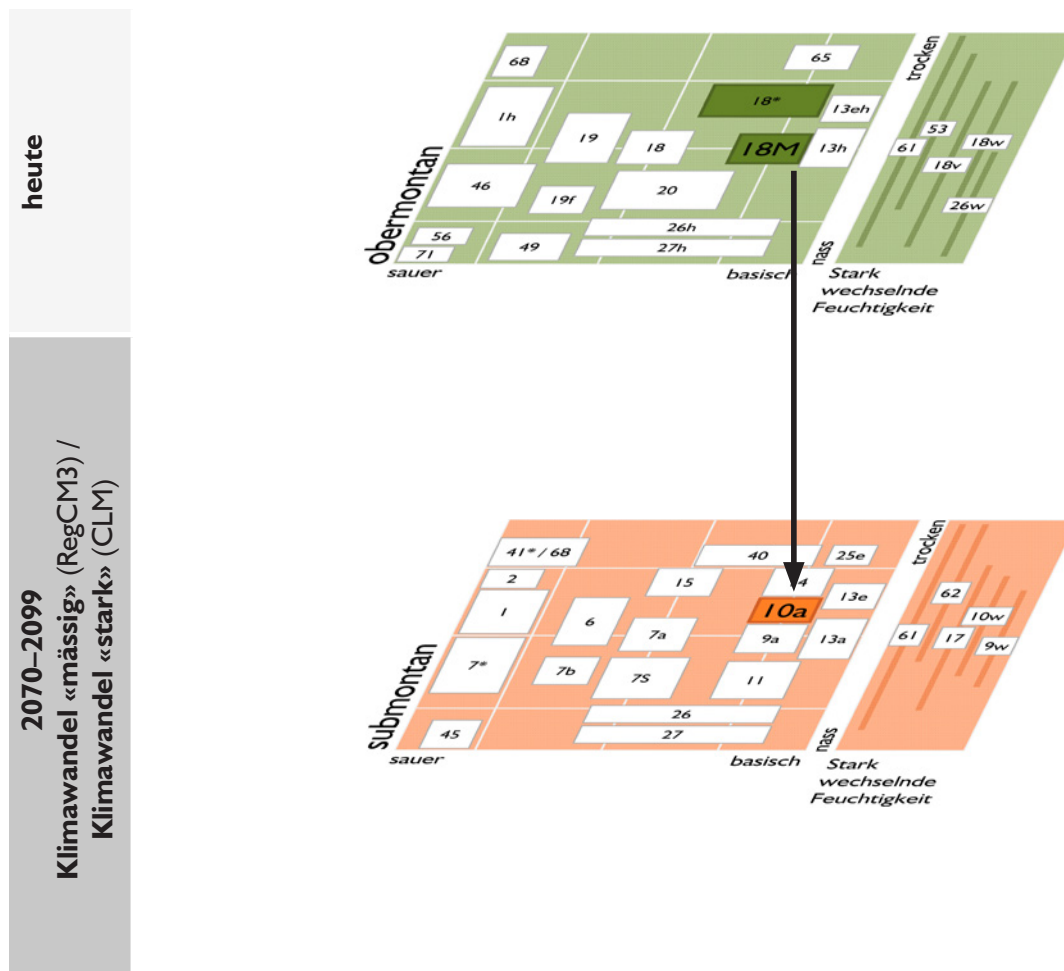 heute
68
65
trocken
1h
18*
13eh
19
18
18M
13h
53
61
18w
18v
obermontan
46
19f
20
26w
56
26h
71
49
27h
nass
sauer
basisch
Stark
wechselnde
Feuchtigkeit
2070–2099
Klimawandel «mässig» (RegCM3) /
Klimawandel «stark» (CLM)
41* / 68
40
25e
trocken
2
15
1
13e
62
6
10a
10w
7a
9a
13a
61
17
9w
submontan
7*
7b
7S
11
26
45
27
nass
sauer
basisch
Stark
wechselnde
Feuchtigkeit